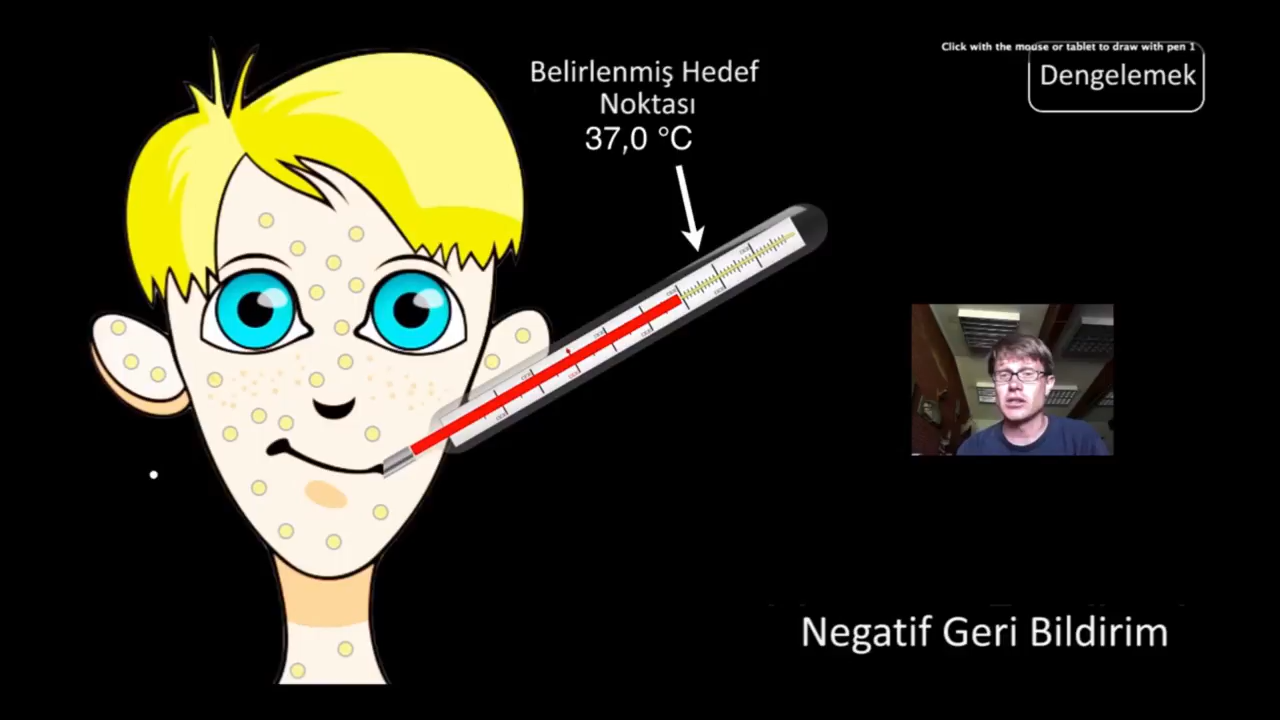 Click with the mouse or tablet to draw with pen 1
Belirlenmiş Hedef
Noktası
37,0 °C
Dengelemek
Negatif Geri Bildirim